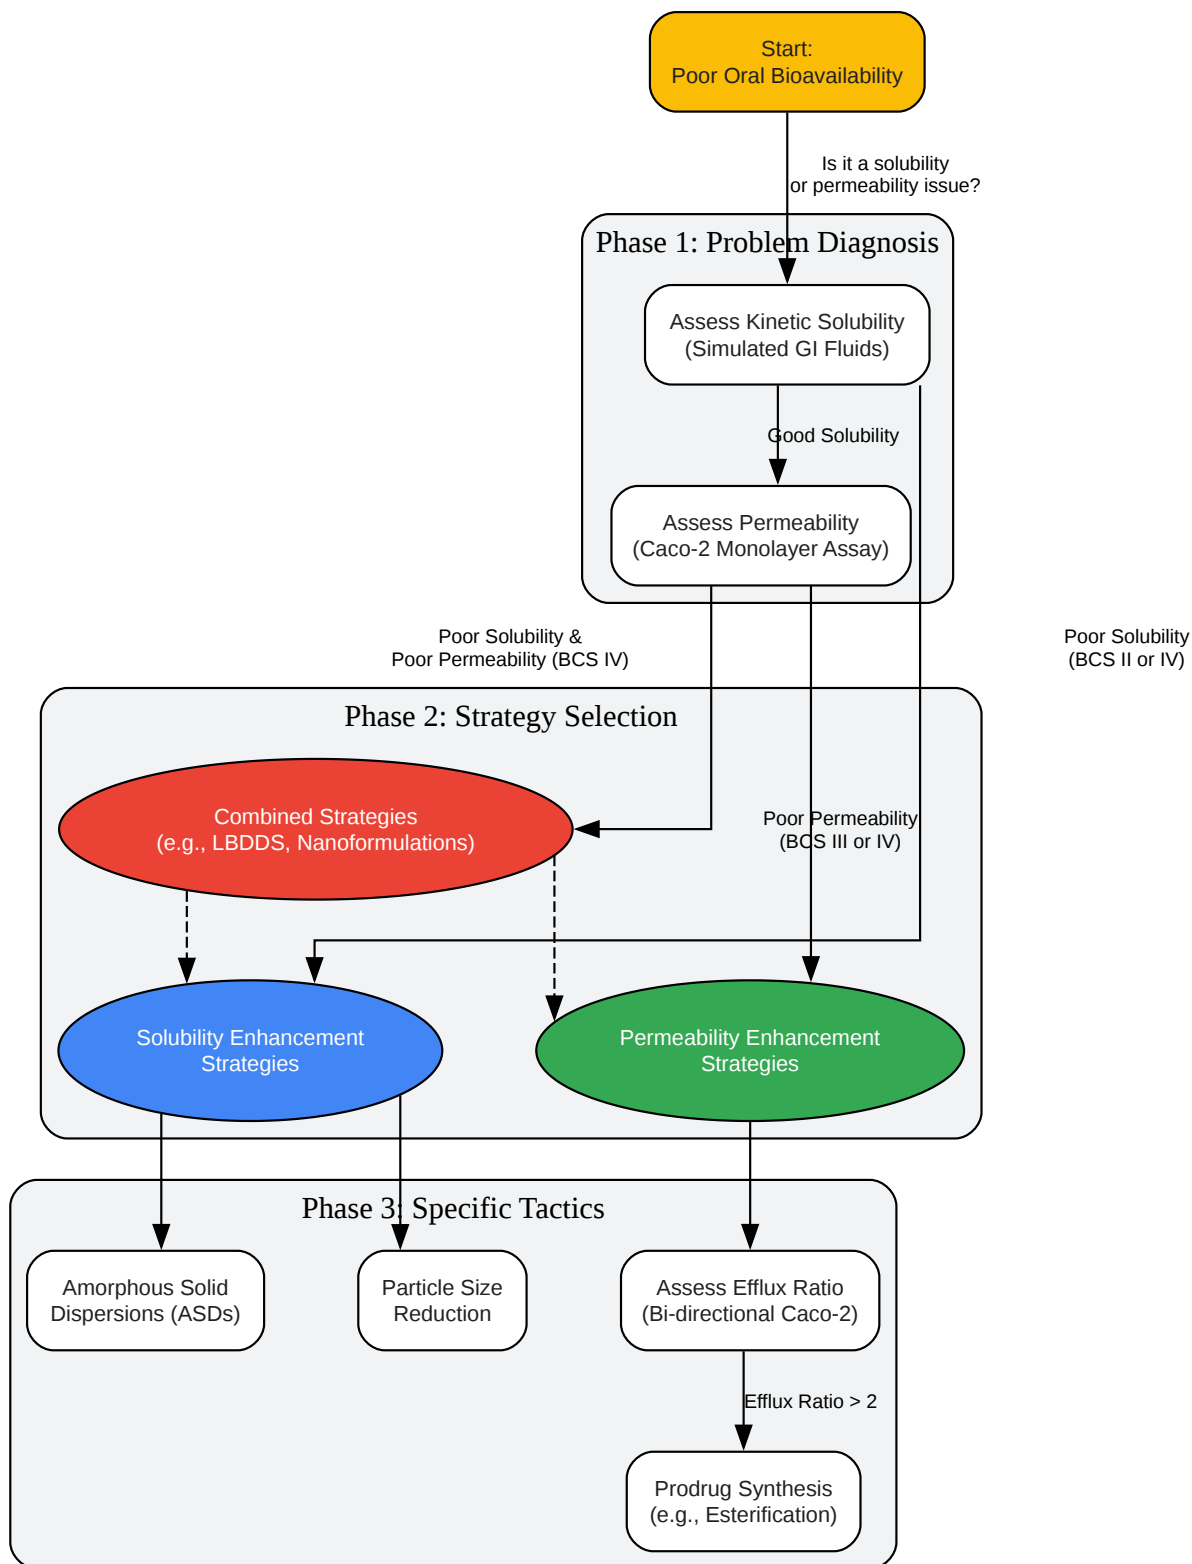 Start:
Poor Oral Bioavailability
Is it a solubility
or permeability issue?
Phase 1: Problem Diagnosis
Assess Kinetic Solubility
(Simulated GI Fluids)
Good Solubility
Assess Permeability
(Caco-2 Monolayer Assay)
Poor Solubility &
Poor Permeability (BCS IV)
Poor Solubility
(BCS II or IV)
Phase 2: Strategy Selection
Combined Strategies
(e.g., LBDDS, Nanoformulations)
Poor Permeability
(BCS III or IV)
Solubility Enhancement
Strategies
Permeability Enhancement
Strategies
Phase 3: Specific Tactics
Amorphous Solid
Dispersions (ASDs)
Particle Size
Reduction
Assess Efflux Ratio
(Bi-directional Caco-2)
Efflux Ratio > 2
Prodrug Synthesis
(e.g., Esterification)